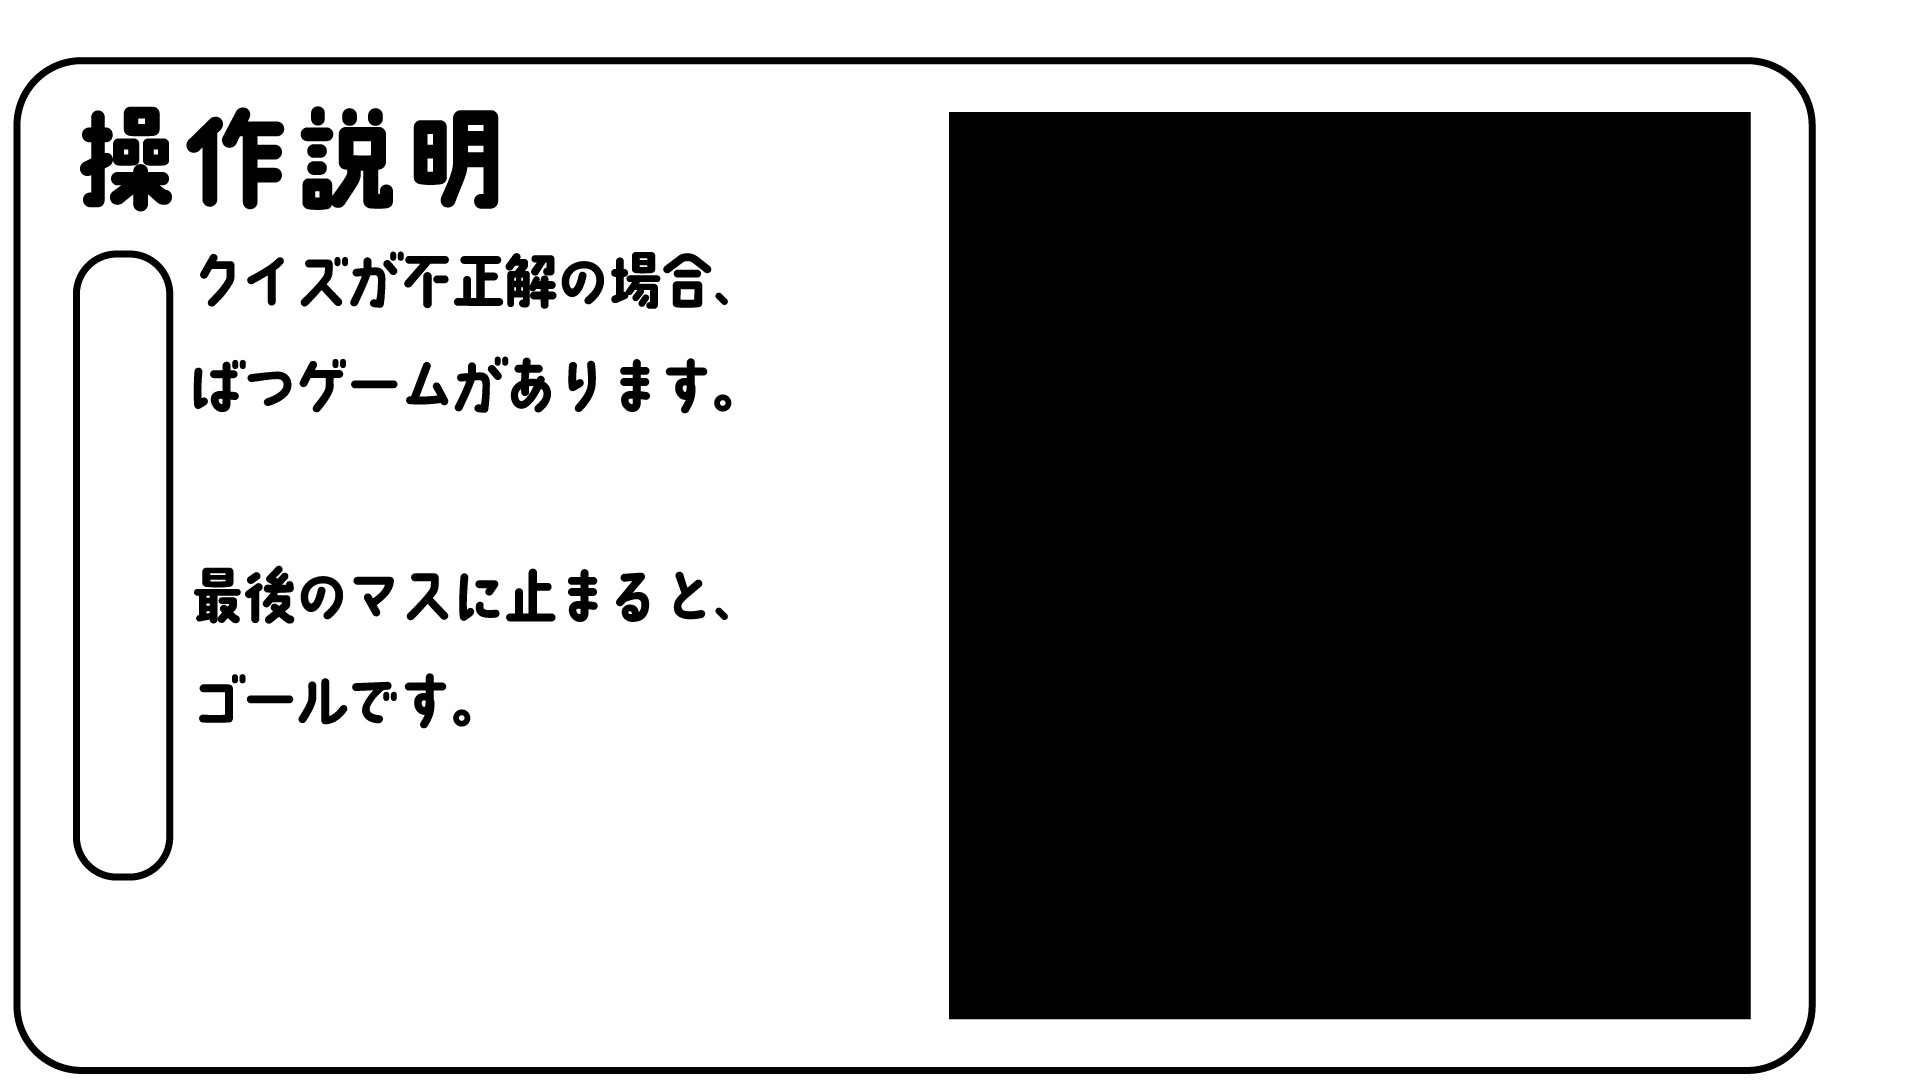 操作説明
クイズが不正解の場合、
ばつゲームがあります。
最後のマスに止まると、
ゴールです。